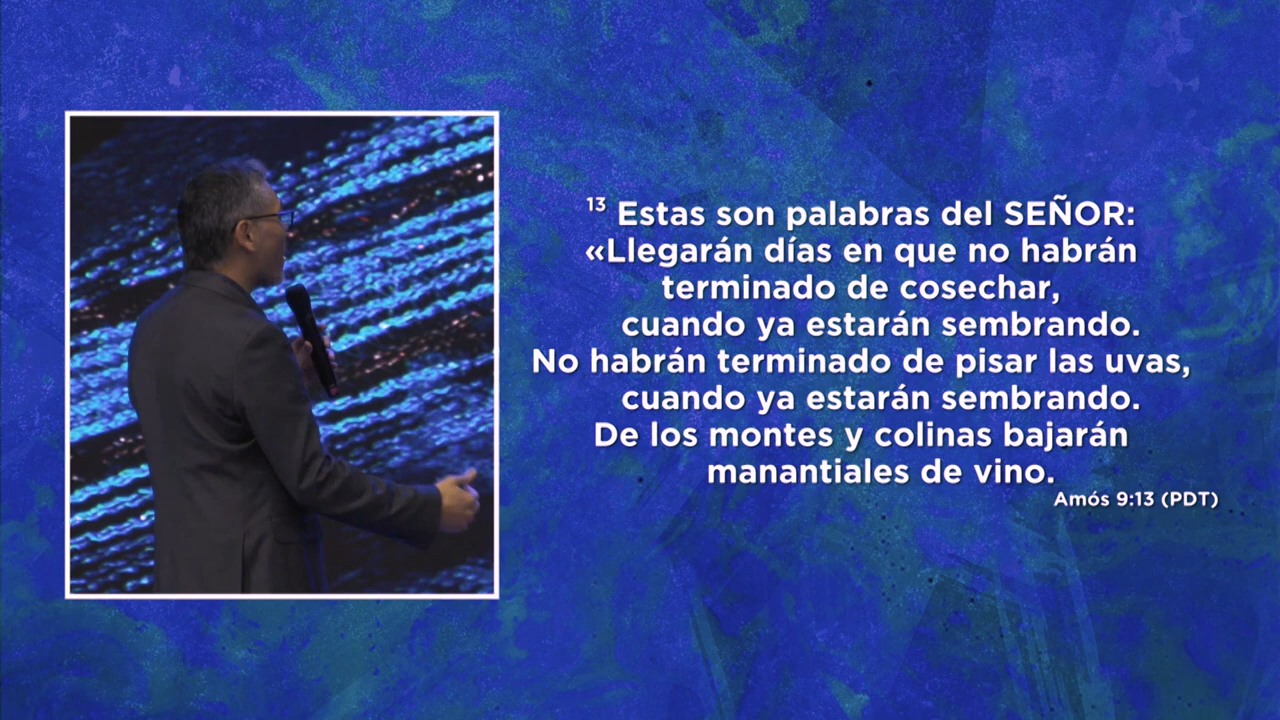 13 Estas son palabras del SEÑOR:
«Llegarán días en que no habrán
terminado de cosechar,
cuando ya estarán sembrando.
No habrán terminado de pisar las uvas,
cuando ya estarán sembrando.
De los montes y colinas bajarán
manantiales de vino.
Amós 9:13 (PDT)